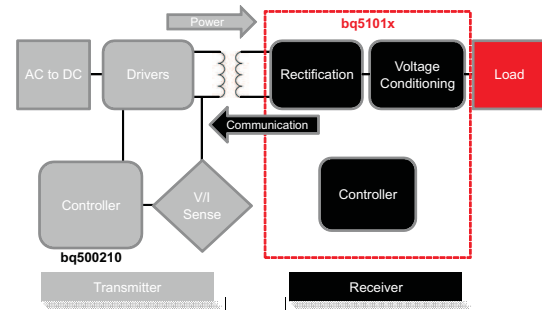 Power
bq5101x
AC to DC
Drivers
Rectification
Voltage
Conditioning
Load
Communication
Controller
V/I
Sense
Controller
bq500210
Transmitter
Receiver